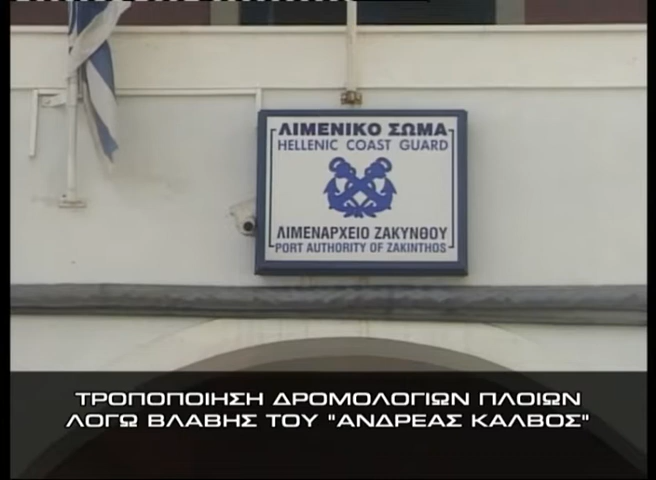 ΛΙΜΕΝΙΚΟ ΣΩΜΑ
HELLENIC COAST GUARD
ΛΙΜΕΝΑΡΧΕΙΟ ΖΑΚΥΝΘΟΥ
PORT AUTHORITY OF ZAKINTHOS
ΤΡΟΠΟΠΟΙΗΣΗ ΔΡΟΜΟΛΟΓΙΩΝ ΠΛΟΙΩΝ
ΛΟΓΩ ΒΛΑΒΗΣ ΤΟΥ "ΑΝΔΡΕΑΣ ΚΑΛΒΟΣ"